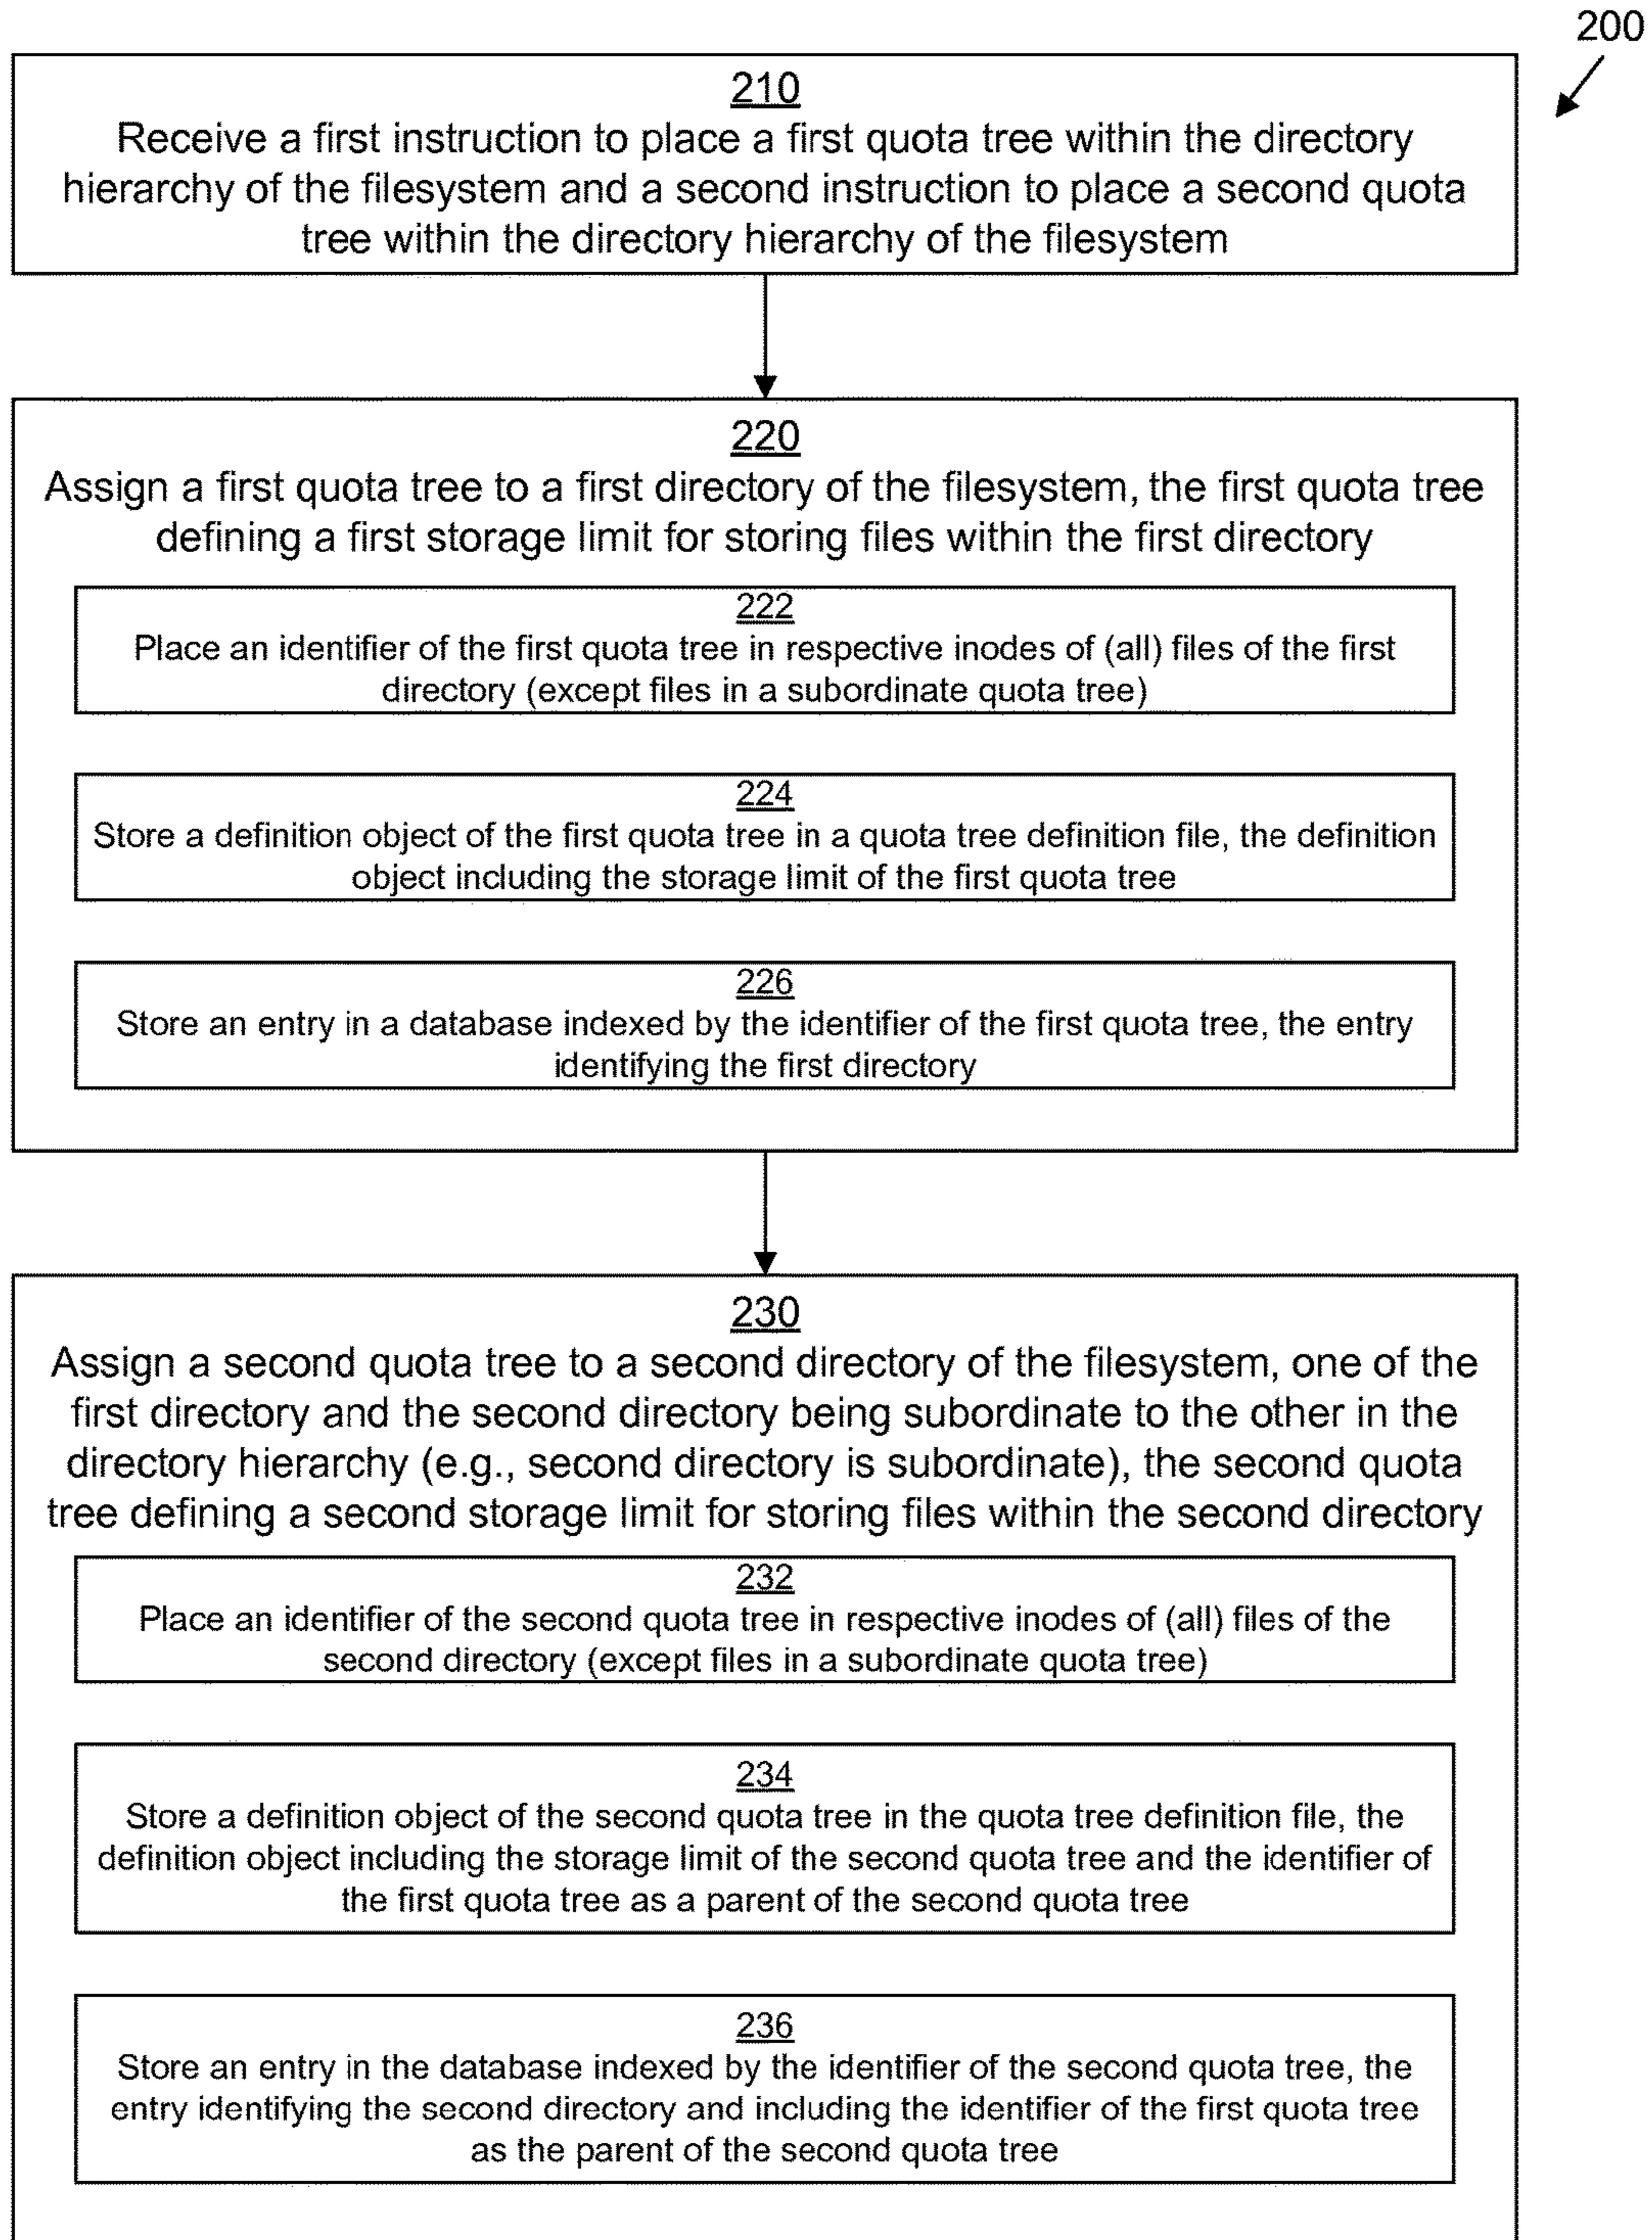 200
210
Receive a first instruction to place a first quota tree within the directory
hierarchy of the filesystem and a second instruction to place a second quota
tree within the directory hierarchy of the filesystem
220
Assign a first quota tree to a first directory of the filesystem, the first quota tree
defining a first storage limit for storing files within the first directory
222
Place an identifier of the first quota tree in respective inodes of (all) files of the first
directory (except files in a subordinate quota tree)
224
Store a definition object of the first quota tree in a quota tree definition file, the definition
object including the storage limit of the first quota tree
226
Store an entry in a database indexed by the identifier of the first quota tree, the entry
identifying the first directory
230
Assign a second quota tree to a second directory of the filesystem, one of the
first directory and the second directory being subordinate to the other in the
directory hierarchy (e.g., second directory is subordinate), the second quota
tree defining a second storage limit for storing files within the second directory
232
Place an identifier of the second quota tree in respective inodes of (all) files of the
second directory (except files in a subordinate quota tree)
234
Store a definition object of the second quota tree in the quota tree definition file, the
definition object including the storage limit of the second quota tree and the identifier of
the first quota tree as a parent of the second quota tree
236
Store an entry in the database indexed by the identifier of the second quota tree, the
entry identifying the second directory and including the identifier of the first quota tree
as the parent of the second quota tree